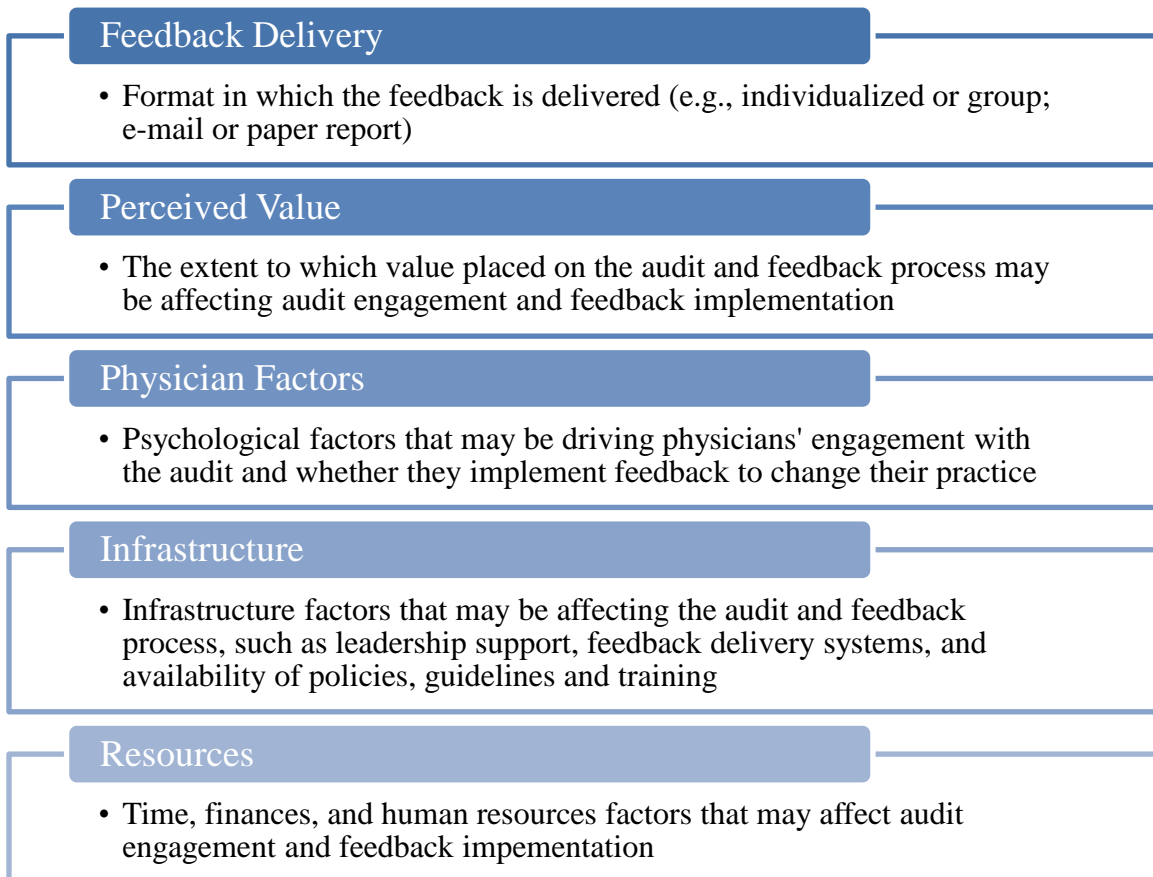 Feedback Delivery
• Format in which the feedback is delivered (e.g., individualized or group;
e-mail or paper report)
Perceived Value
• The extent to which value placed on the audit and feedback process may
be affecting audit engagement and feedback implementation
Physician Factors
• Psychological factors that may be driving physicians' engagement with
the audit and whether they implement feedback to change their practice
Infrastructure
• Infrastructure factors that may be affecting the audit and feedback
process, such as leadership support, feedback delivery systems, and
availability of policies, guidelines and training
Resources
• Time, finances, and human resources factors that may affect audit
engagement and feedback impementation